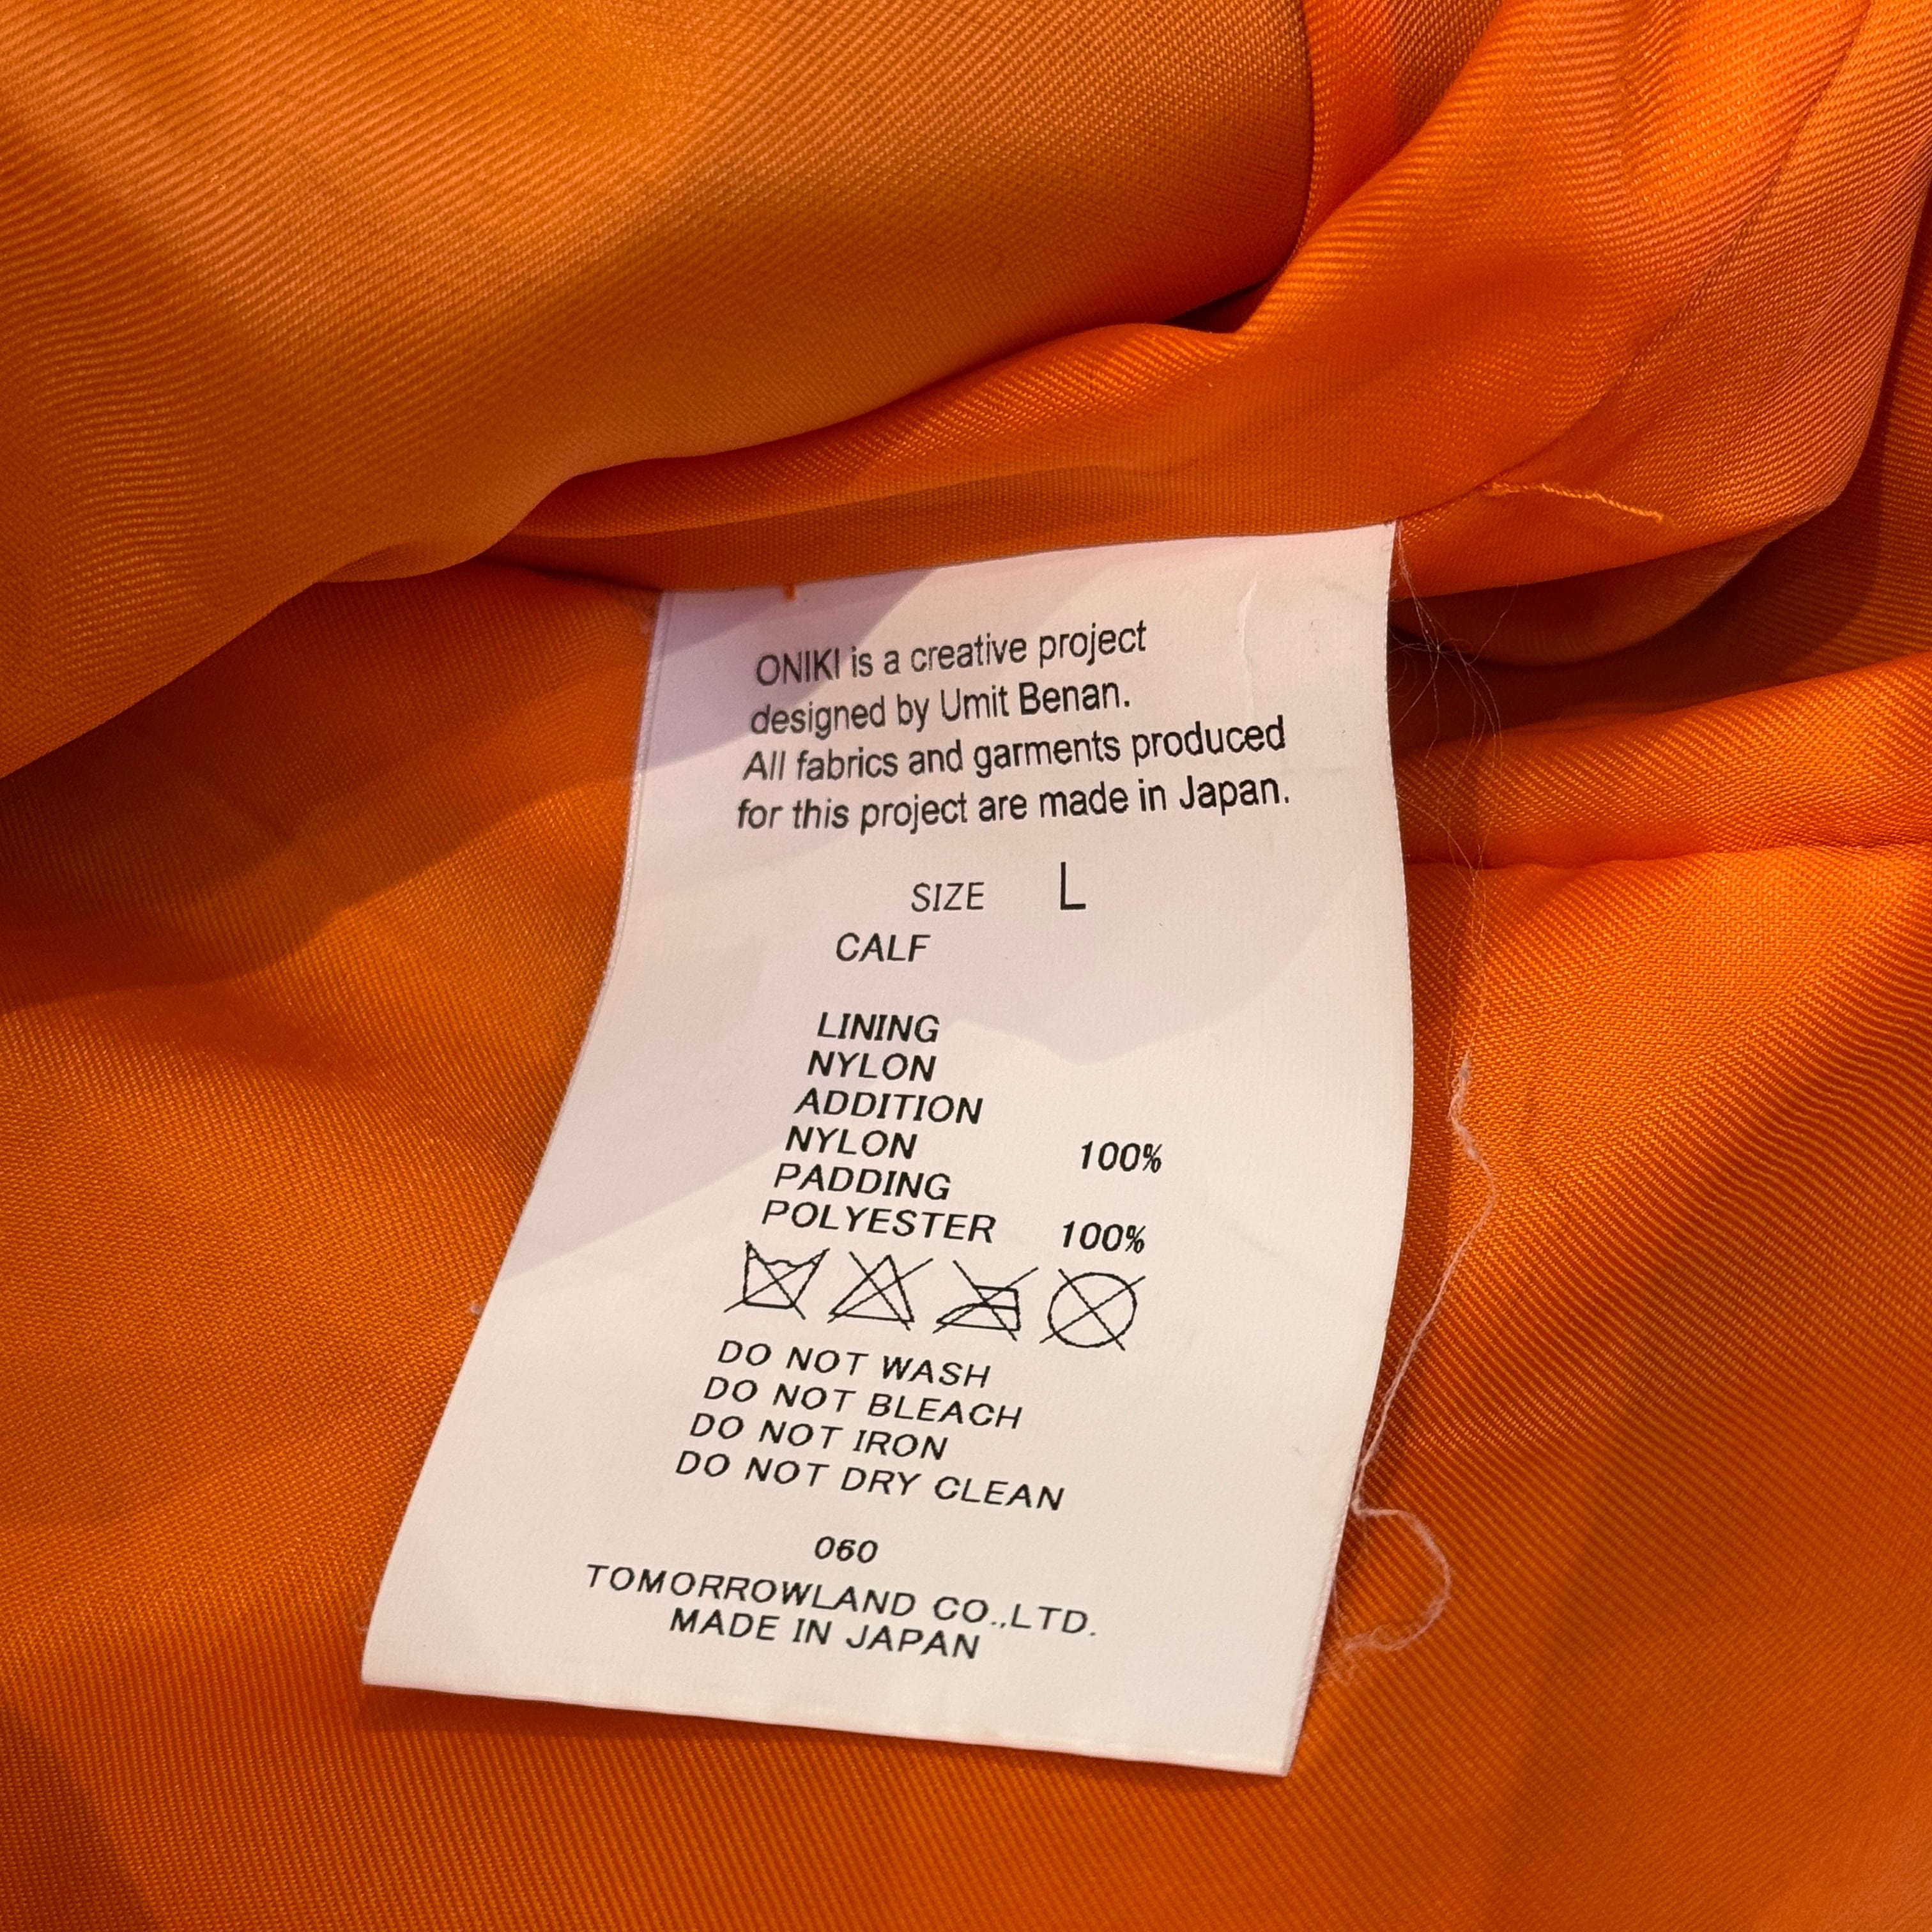 ONIKI is a creative project
designed by Umit Benan.
All fabrics and garments produced
for this project are made in Japan.
SIZE L
CALF
LINING
NYLON
ADDITION
NYLON 100%
PADDING
POLYESTER 100%
DO NOT WASH
DO NOT BLEACH
DO NOT IRON
DO NOT DRY CLEAN
060
TOMORROWLAND CO.,LTD.
MADE IN JAPAN